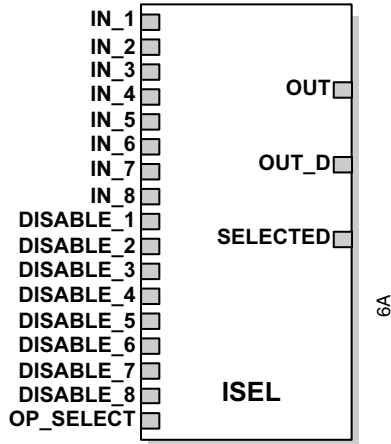 IN_1
IN_2
IN_3
IN_4
IN_5
IN_6
IN_7
IN_8
DISABLE_1
DISABLE_2
DISABLE_3
DISABLE_4
DISABLE_5
DISABLE_6
DISABLE_7
DISABLE_8
OP_SELECT
OUT
OUT_D
SELECTED
ISEL
6A